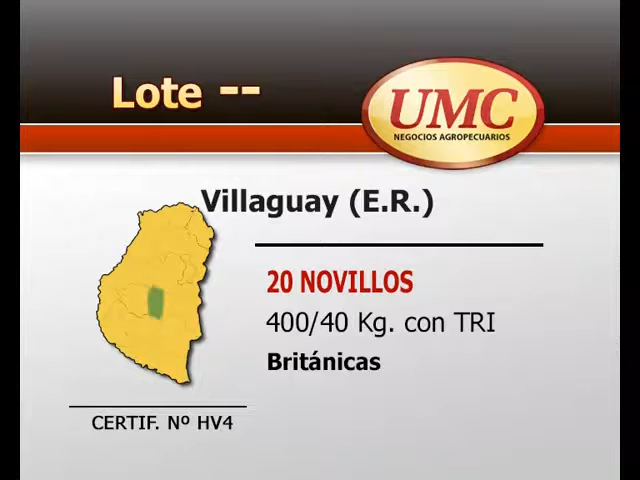 Lote --
UMC
NEGOCIOS AGROPECUARIOS
Villaguay (E.R.)
20 NOVILLOS
400/40 Kg. con TRI
Británicas
CERTIF. Nº HV4